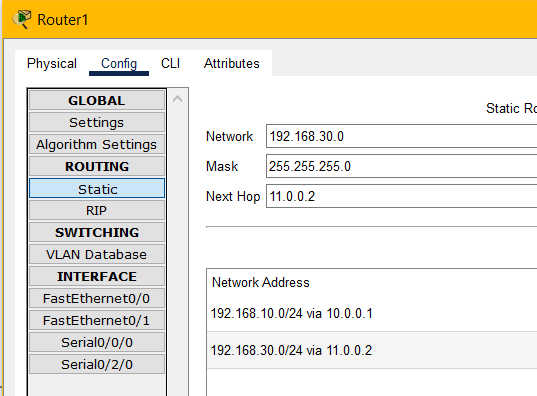 Router1
Physical Config CLI Attributes
GLOBAL
Settings
Algorithm Settings
ROUTING
Static
RIP
SWITCHING
VLAN Database
INTERFACE
FastEthernet0/0
FastEthernet0/1
Serial0/0/0
Serial0/2/0
Static Ro
Network 192.168.30.0
Mask 255.255.255.0
Next Hop 11.0.0.2
Network Address
192.168.10.0/24 via 10.0.0.1
192.168.30.0/24 via 11.0.0.2